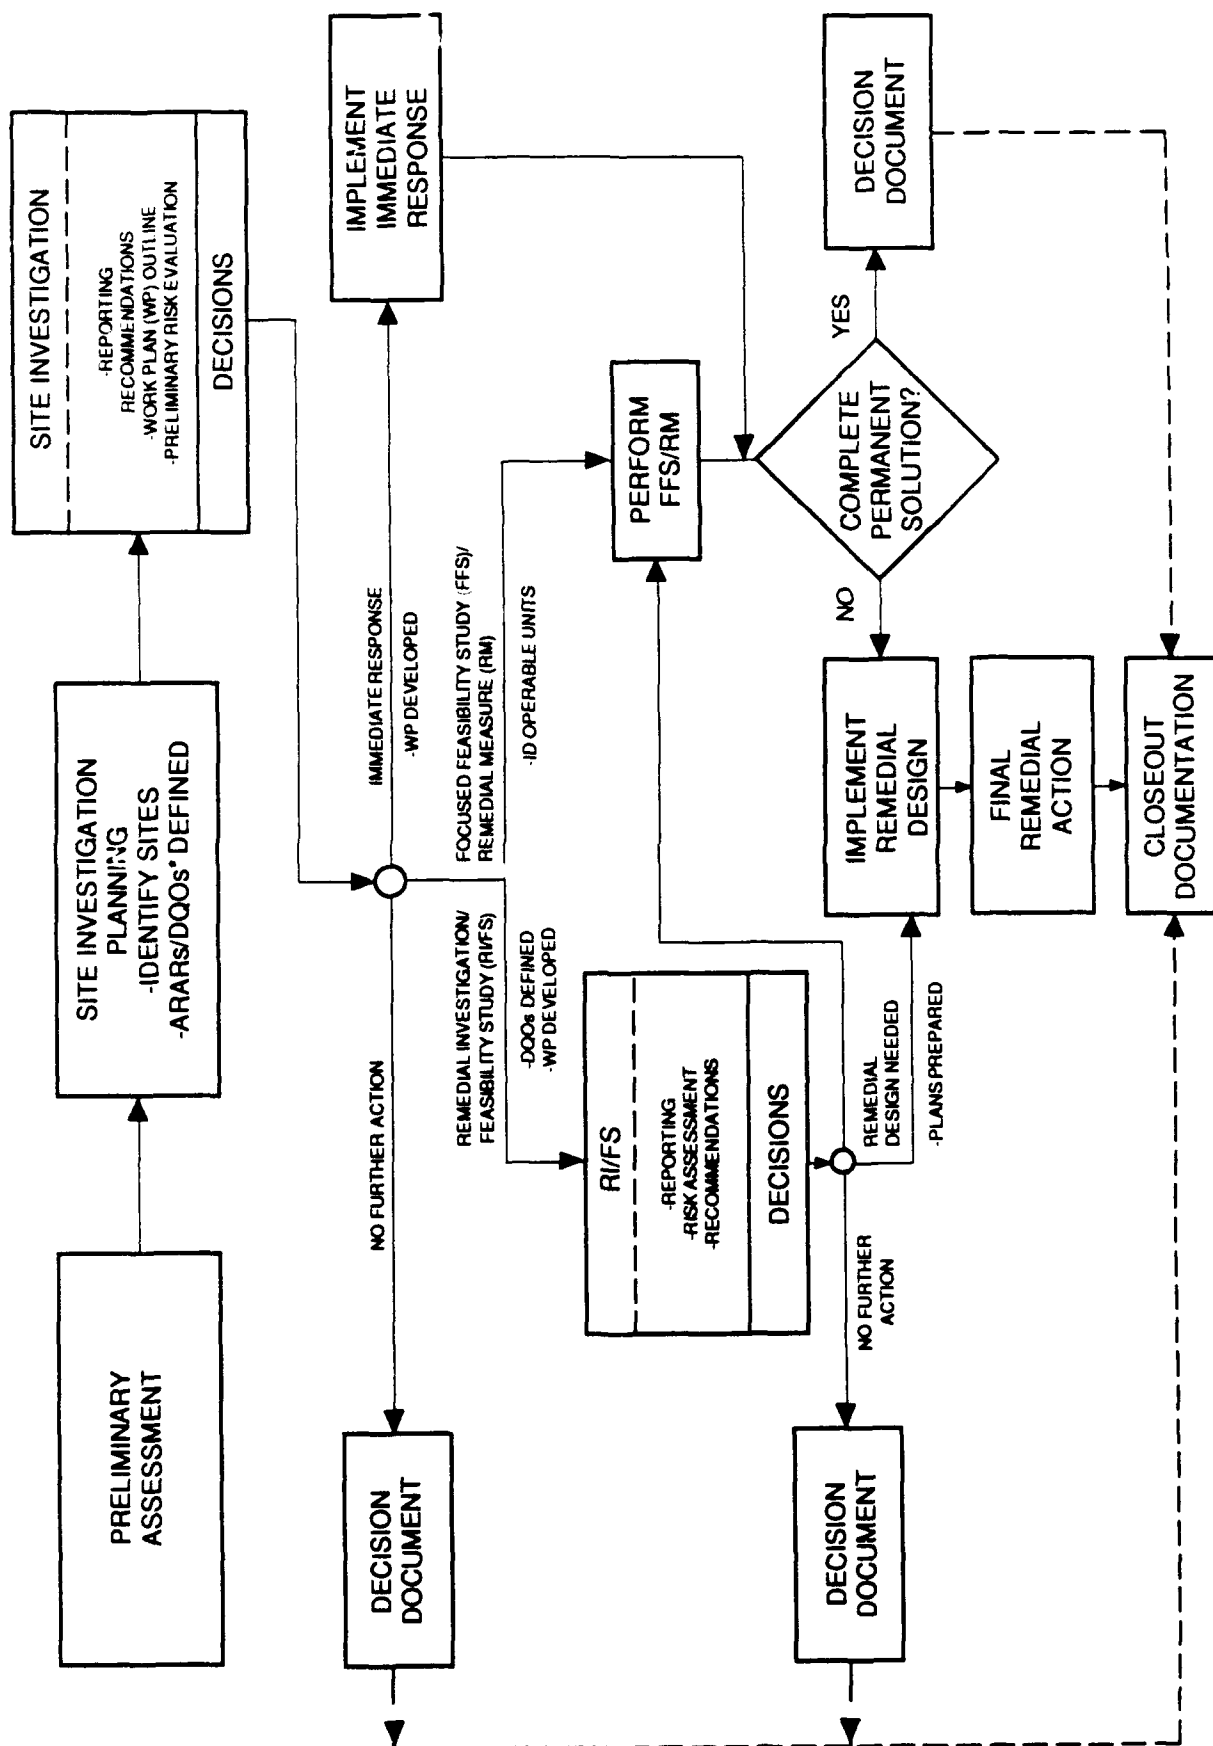 PRELIMINARY
ASSESSMENT
SITE INVESTIGATION
PLANNING
-IDENTIFY SITES
-ARARs/DQOs* DEFINED
SITE INVESTIGATION
-REPORTING
RECOMMENDATIONS
-WORK PLAN (WP) OUTLINE
-PRELIMINARY RISK EVALUATION
DECISIONS
DECISION
DOCUMENT
NO FURTHER ACTION
IMMEDIATE RESPONSE
-WP DEVELOPED
IMPLEMENT
IMMEDIATE
RESPONSE
REMEDIAL INVESTIGATION/
FEASIBILITY STUDY (RI/FS)
-DQOs DEFINED
-WP DEVELOPED
FOCUSED FEASIBILITY STUDY (FFS)/
REMEDIAL MEASURE (RM)
-ID OPERABLE UNITS
RI/FS
-REPORTING
-RISK ASSESSMENT
-RECOMMENDATIONS
DECISIONS
PERFORM
FFS/RM
DECISION
DOCUMENT
NO FURTHER
ACTION
REMEDIAL
DESIGN NEEDED
-PLANS PREPARED
COMPLETE
PERMANENT
SOLUTION?
NO
YES
DECISION
DOCUMENT
IMPLEMENT
REMEDIAL
DESIGN
FINAL
REMEDIAL
ACTION
CLOSEOUT
DOCUMENTATION